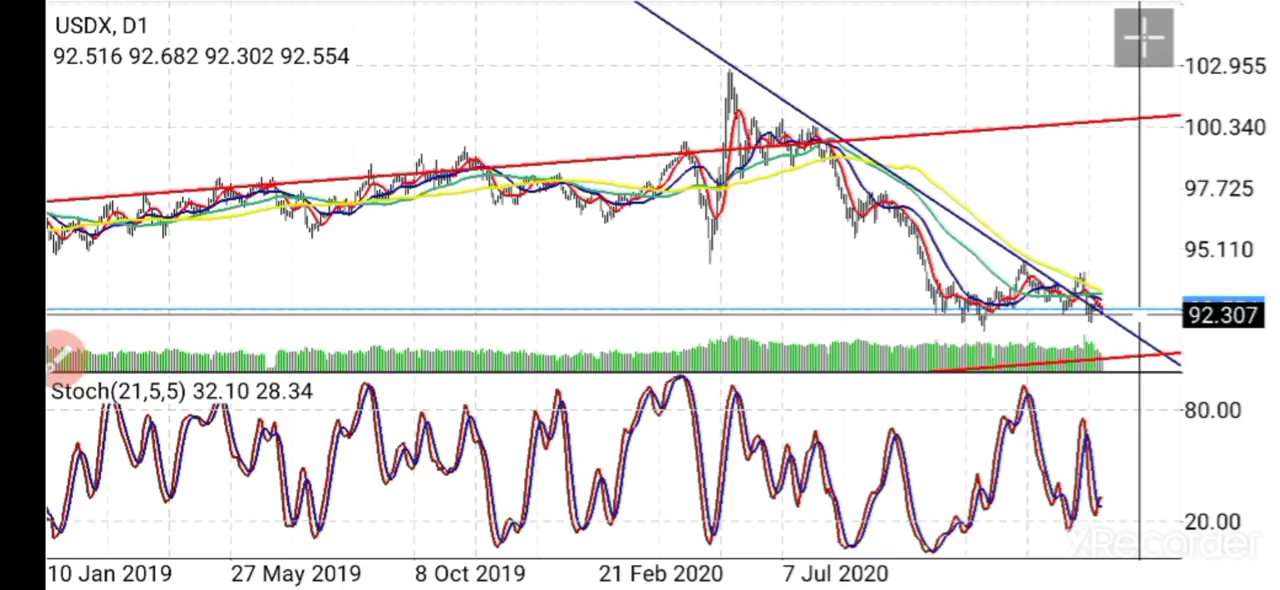 USDX, D1
92.516 92.682 92.302 92.554
102.955
100.340
97.725
95.110
92.307
Stoch(21,5,5) 32.10 28.34
80.00
20.00
XRecorder
10 Jan 2019 27 May 2019 8 Oct 2019 21 Feb 2020 7 Jul 2020